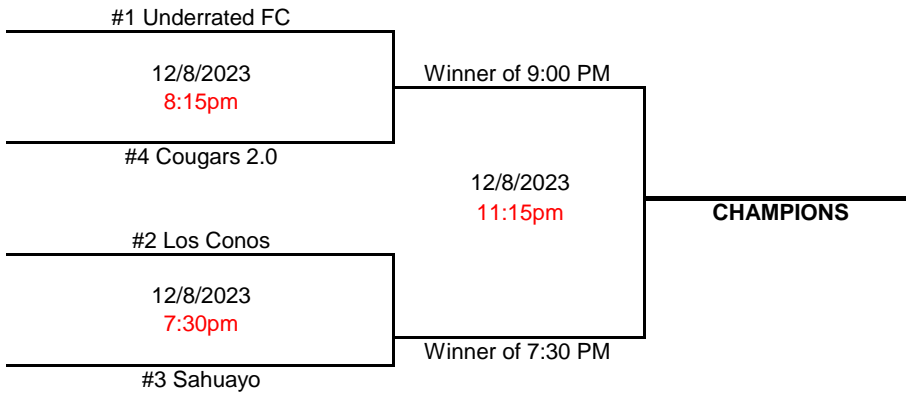 #1 Underrated FC
12/8/2023
8:15pm
Winner of 9:00 PM
#4 Cougars 2.0
12/8/2023
11:15pm
CHAMPIONS
#2 Los Conos
12/8/2023
7:30pm
Winner of 7:30 PM
#3 Sahuayo